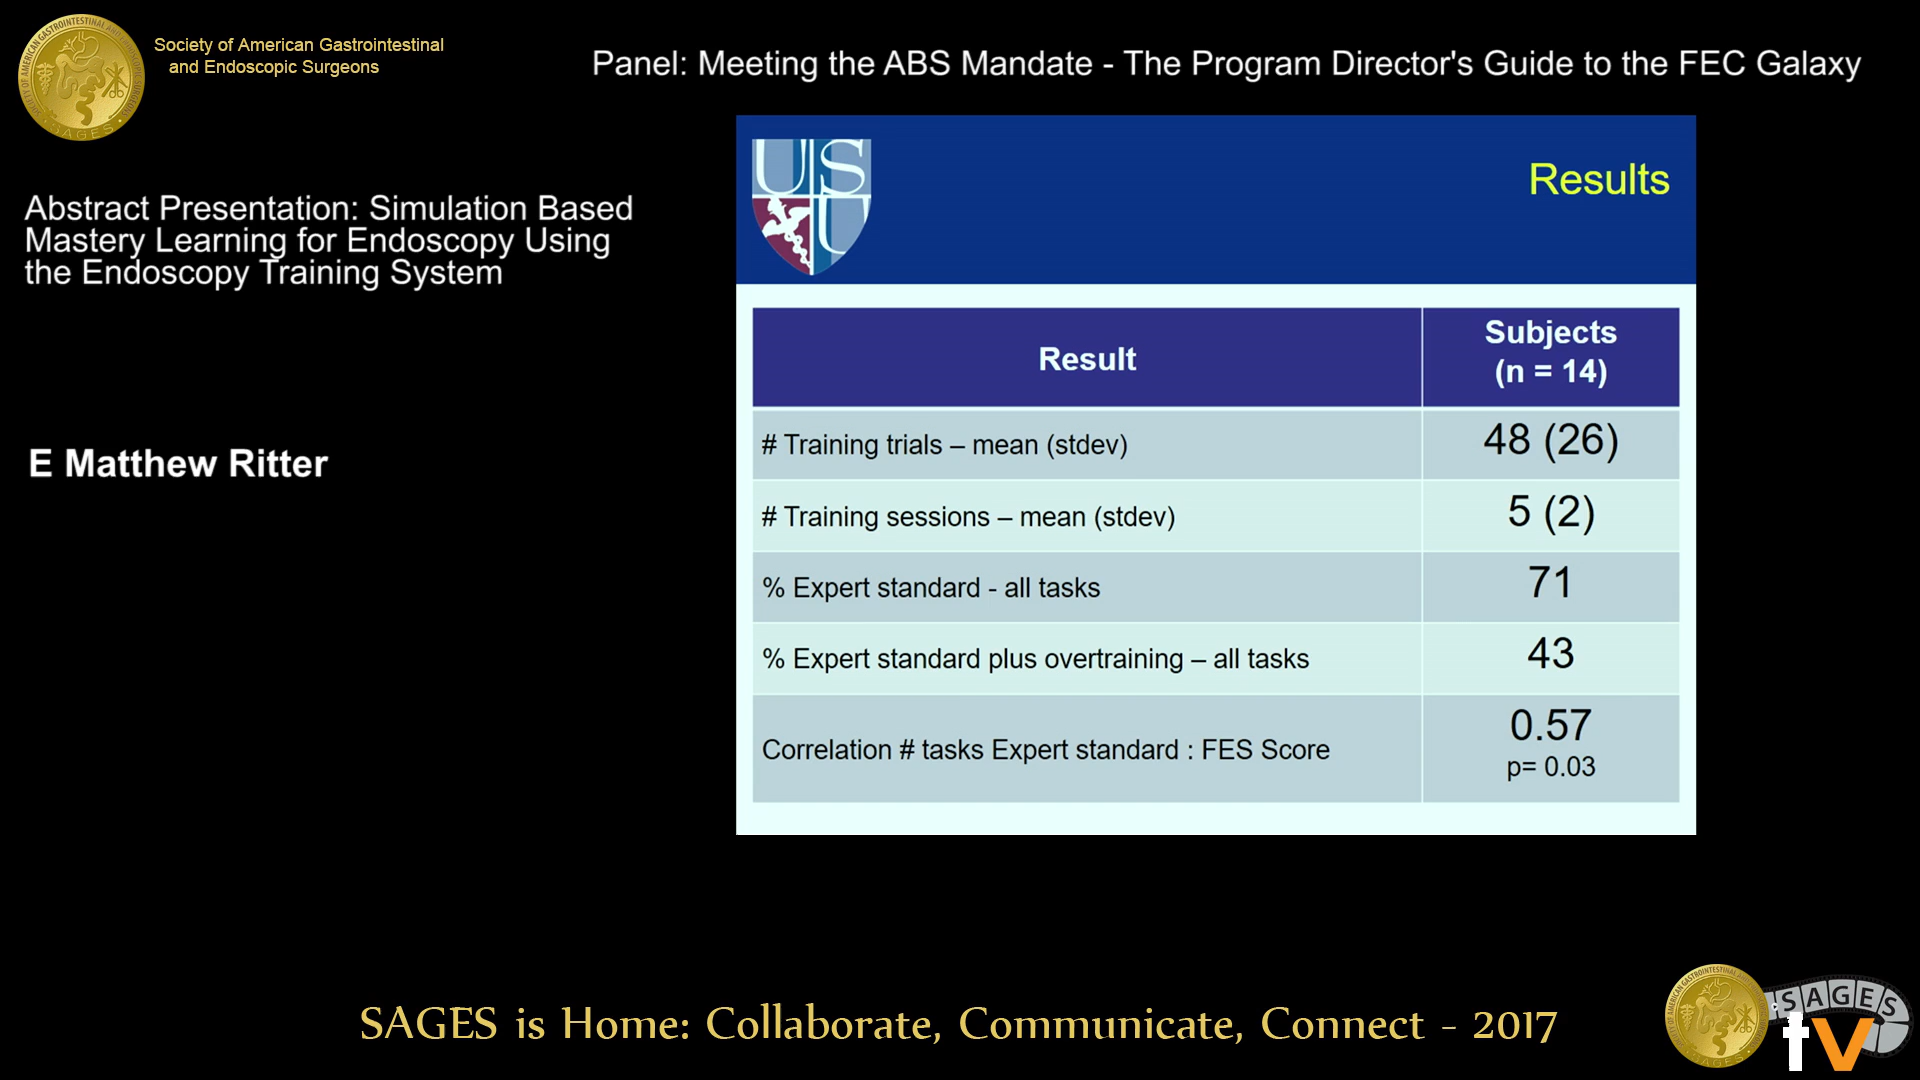 Society of American Gastrointestinal
and Endoscopic Surgeons
Panel: Meeting the ABS Mandate - The Program Director's Guide to the FEC Galaxy
Abstract Presentation: Simulation Based
Mastery Learning for Endoscopy Using
the Endoscopy Training System
E Matthew Ritter
USU
Results
Result
Subjects
(n = 14)
# Training trials – mean (stdev)
48 (26)
# Training sessions – mean (stdev)
5 (2)
% Expert standard - all tasks
71
% Expert standard plus overtraining – all tasks
43
Correlation # tasks Expert standard : FES Score
0.57
p= 0.03
SAGES is Home: Collaborate, Communicate, Connect - 2017
SAGES
tv